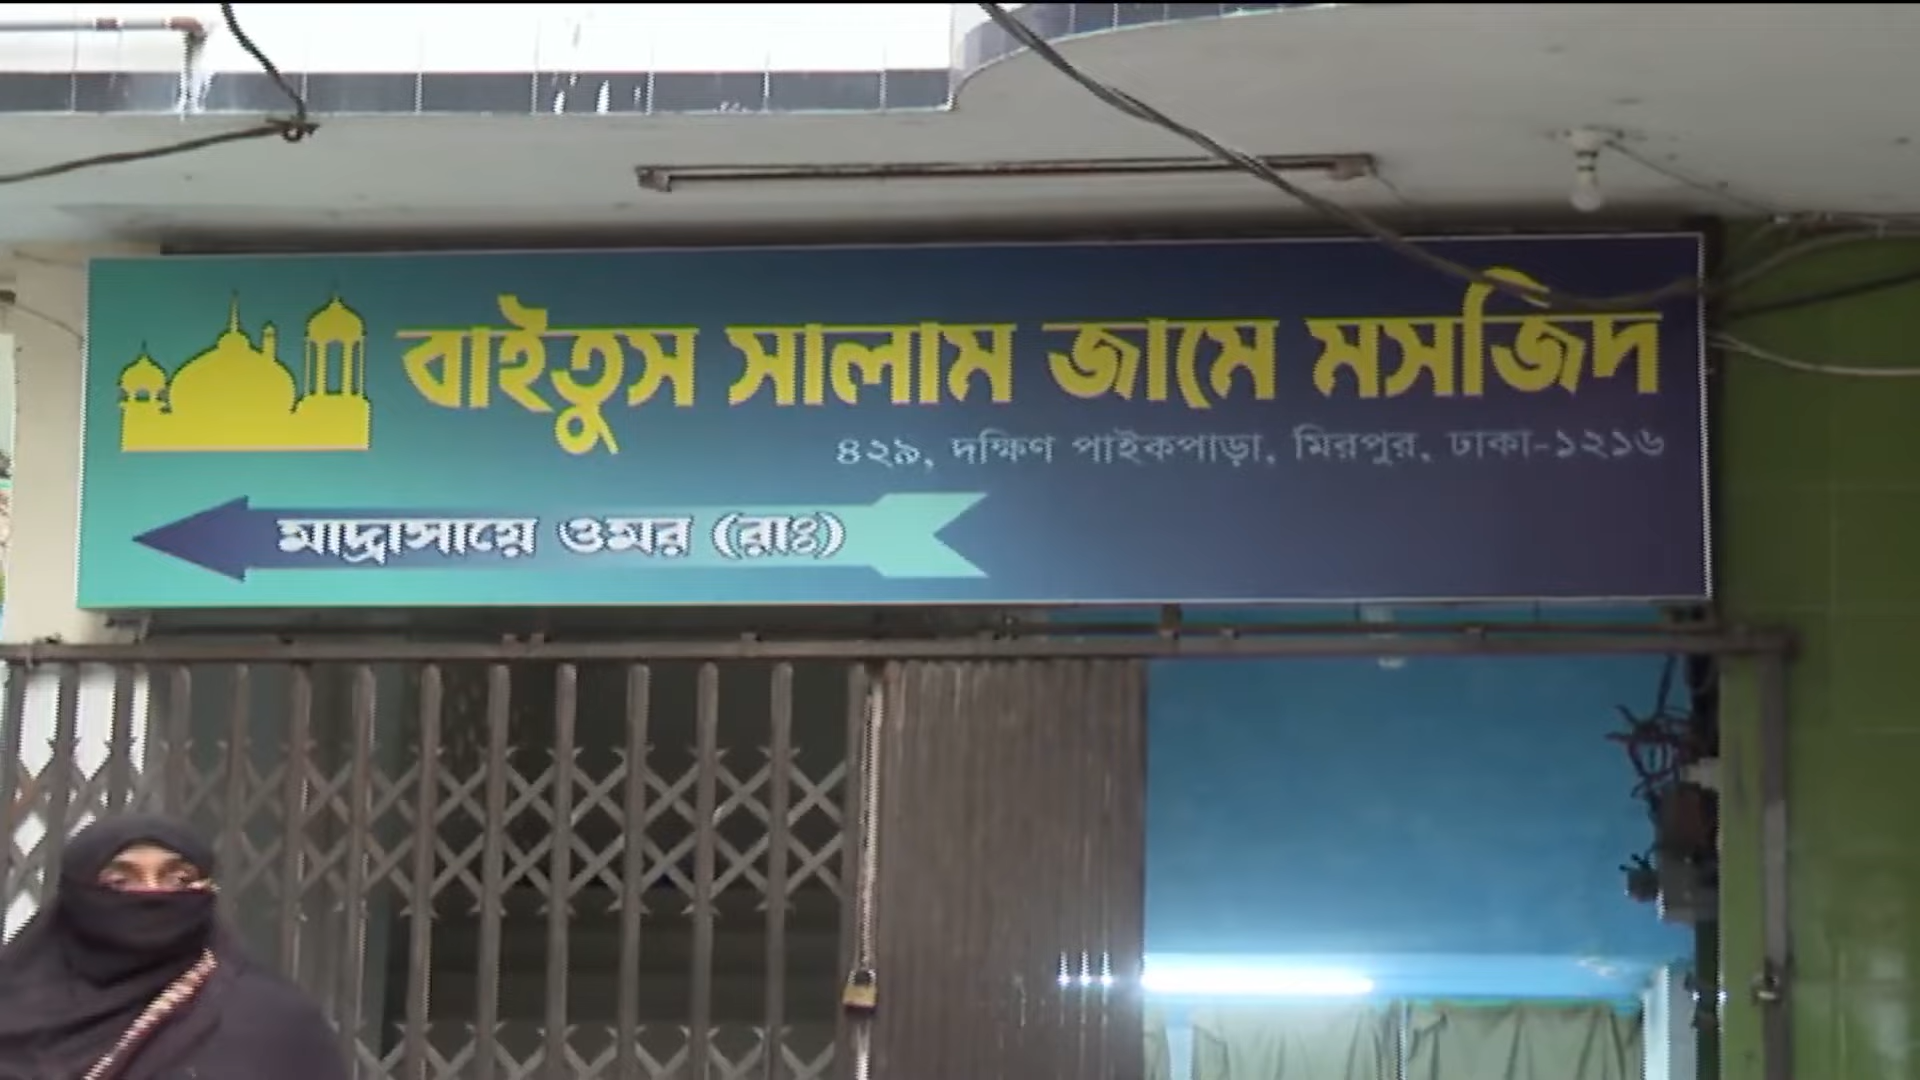 বাইতুস সালাম জামে মসজিদ
৪২৯, দক্ষিণ পাইকপাড়া, মিরপুর, ঢাকা-১২১৬
মাদ্রাসায়ে ওমর (রাঃ)